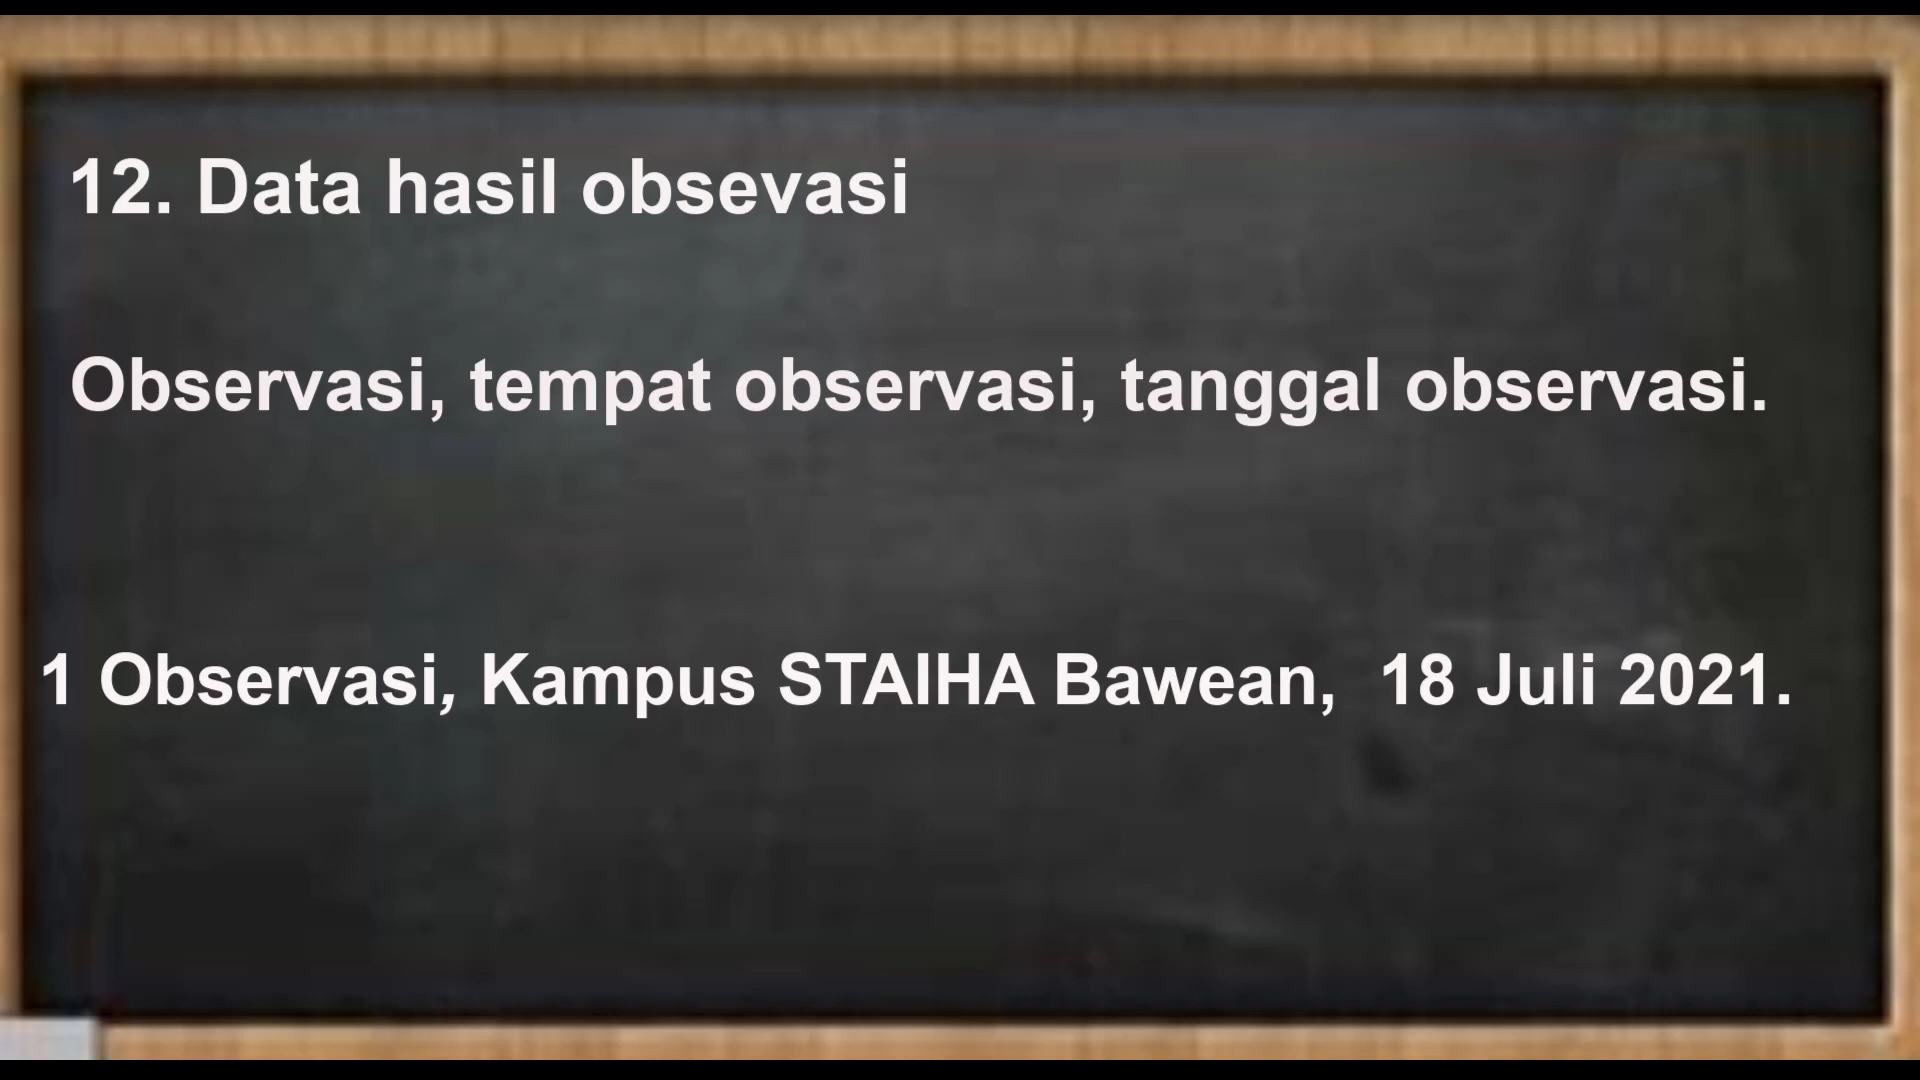 12. Data hasil obsevasi
Observasi, tempat observasi, tanggal observasi.
1 Observasi, Kampus STAIHA Bawean, 18 Juli 2021.